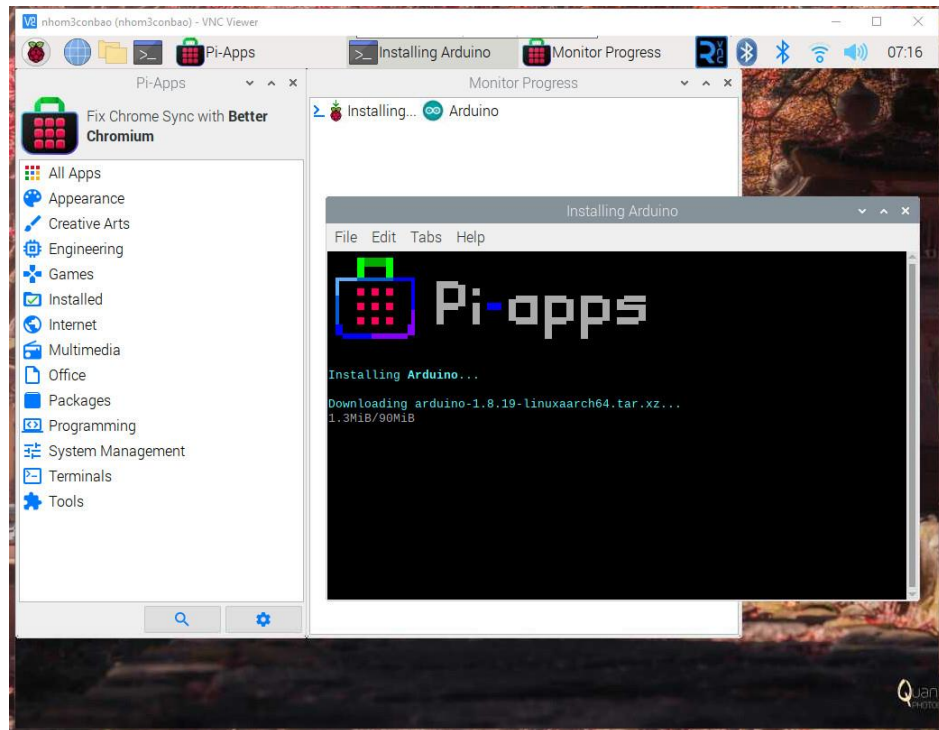 nhom3conbao (nhom3conbao) - VNC Viewer
Pi-Apps
Installing Arduino
Monitor Progress
07:16
Pi-Apps
Fix Chrome Sync with Better
Chromium
All Apps
Appearance
Creative Arts
Engineering
Games
Installed
Internet
Multimedia
Office
Packages
Programming
System Management
Terminals
Tools
Monitor Progress
Installing... Arduino
Installing Arduino
File Edit Tabs Help
Pi-apps
Installing Arduino...
Downloading arduino-1.8.19-linuxaarch64.tar.xz...
1.3MiB/90MiB